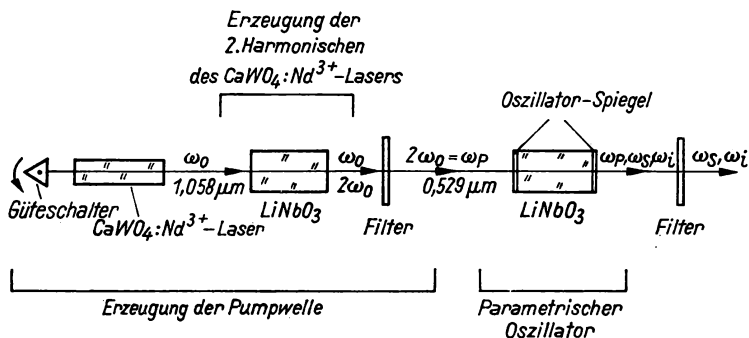 Erzeugung der
2. Harmonischen
des CaWO₄:Nd³⁺-Lasers
Oszillator-Spiegel
ω₀
1,058 μm
ω₀
2ω₀
2ω₀ = ωP
0,529 μm
ωP, ωS, ωi
ωS, ωi
Güteschalter
CaWO₄:Nd³⁺-Laser
LiNbO₃
Filter
LiNbO₃
Filter
Erzeugung der Pumpwelle
Parametrischer
Oszillator